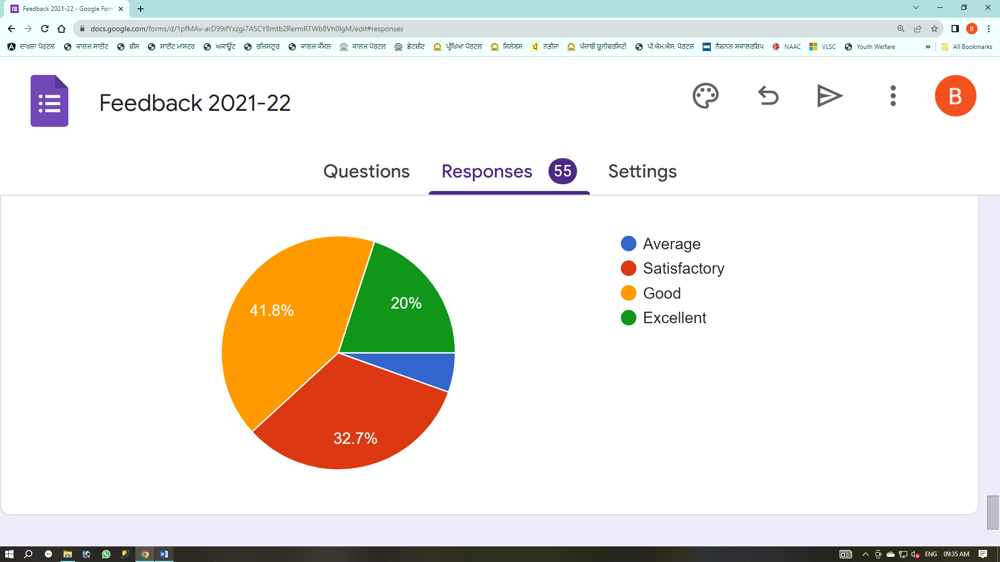 Feedback 2021-22 - Google Form
docs.google.com/forms/d/1pfMAv-arD99ifYxzgi7A5CY8mtb2RermRTWb8Vh0lgM/edit#responses
B
ਦਾਖਲਾ ਪੋਰਟਲ ਕਾਲਜ ਸਾਈਟ ਫੀਸ ਸਾਈਟ ਮਾਸਟਰ ਅਕਾਊਂਟ ਰਜਿਸਟ੍ਰਾਰ ਕਾਲਜ ਕੌਂਸਲ ਕਾਲਜ ਪੋਰਟਲ ਡੇਟਸ਼ੀਟ ਪ੍ਰੀਖਿਆ ਪੋਰਟਲ ਸਿਲੇਬਸ ਪੰ ਨਤੀਜਾ ਪੰਜਾਬੀ ਯੂਨੀਵਰਸਿਟੀ ਪੀ.ਐਮ.ਐਸ. ਪੋਰਟਲ NK ਨੈਸ਼ਨਲ ਸਕਾਲਰਸ਼ਿਪ NAAC VLSC Youth Welfare » All Bookmarks
Feedback 2021-22
B
Questions Responses 55 Settings
Average
Satisfactory
Good
Excellent
20%
41.8%
32.7%
ENG 09:35 AM